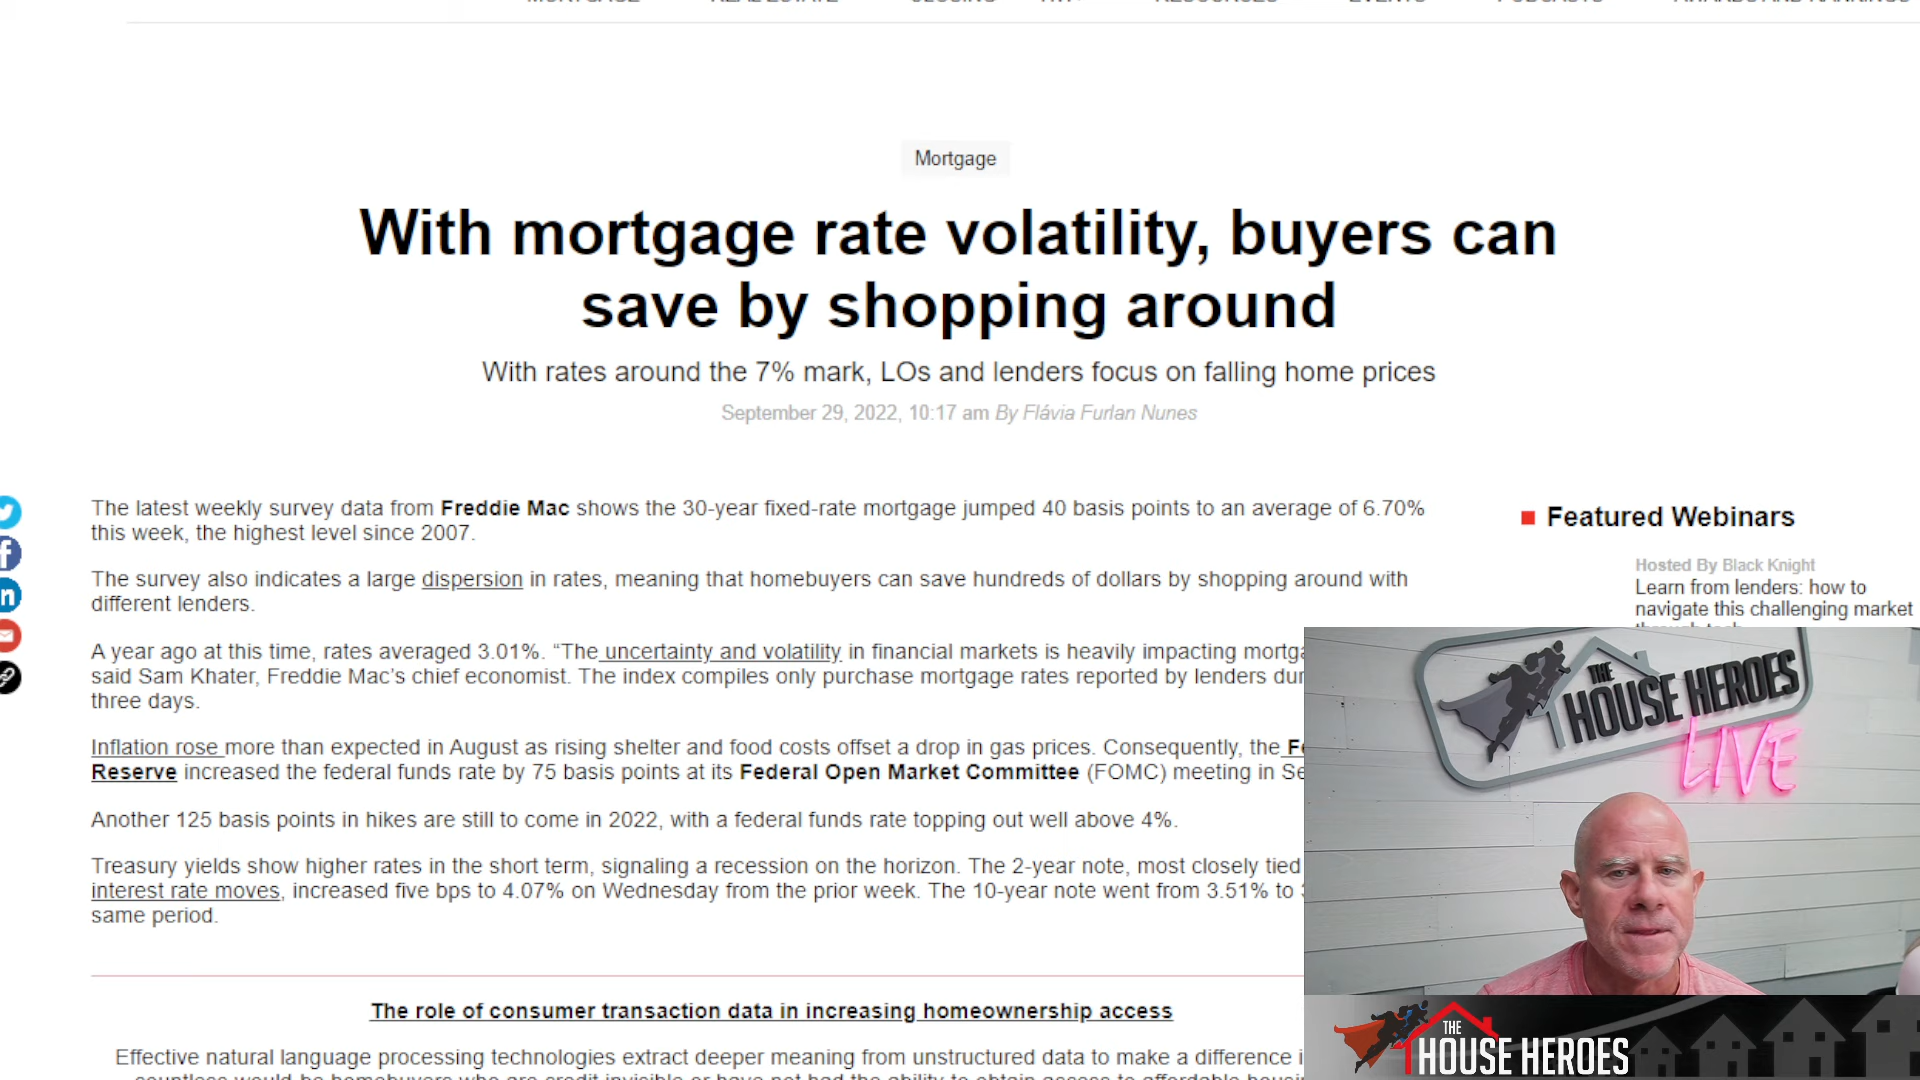 Mortgage
With mortgage rate volatility, buyers can
save by shopping around
With rates around the 7% mark, LOs and lenders focus on falling home prices
September 29, 2022, 10:17 am By Flávia Furlan Nunes
The latest weekly survey data from Freddie Mac shows the 30-year fixed-rate mortgage jumped 40 basis points to an average of 6.70%
this week, the highest level since 2007.
The survey also indicates a large dispersion in rates, meaning that homebuyers can save hundreds of dollars by shopping around with
different lenders.
A year ago at this time, rates averaged 3.01%. “The uncertainty and volatility in financial markets is heavily impacting
said Sam Khater, Freddie Mac’s chief economist. The index compiles only purchase mortgage rates reported by lenders
three days.
Inflation rose more than expected in August as rising shelter and food costs offset a drop in gas prices. Consequently, the
Reserve increased the federal funds rate by 75 basis points at its Federal Open Market Committee (FOMC) meeting in
Another 125 basis points in hikes are still to come in 2022, with a federal funds rate topping out well above 4%.
Treasury yields show higher rates in the short term, signaling a recession on the horizon. The 2-year note, most closely tied
interest rate moves, increased five bps to 4.07% on Wednesday from the prior week. The 10-year note went from 3.51% to
same period.
The role of consumer transaction data in increasing homeownership access
Effective natural language processing technologies extract deeper meaning from unstructured data to make a difference
Featured Webinars
Hosted By Black Knight
Learn from lenders: how to
navigate this challenging market
THE
HOUSE HEROES
LIVE
THE
HOUSE HEROES